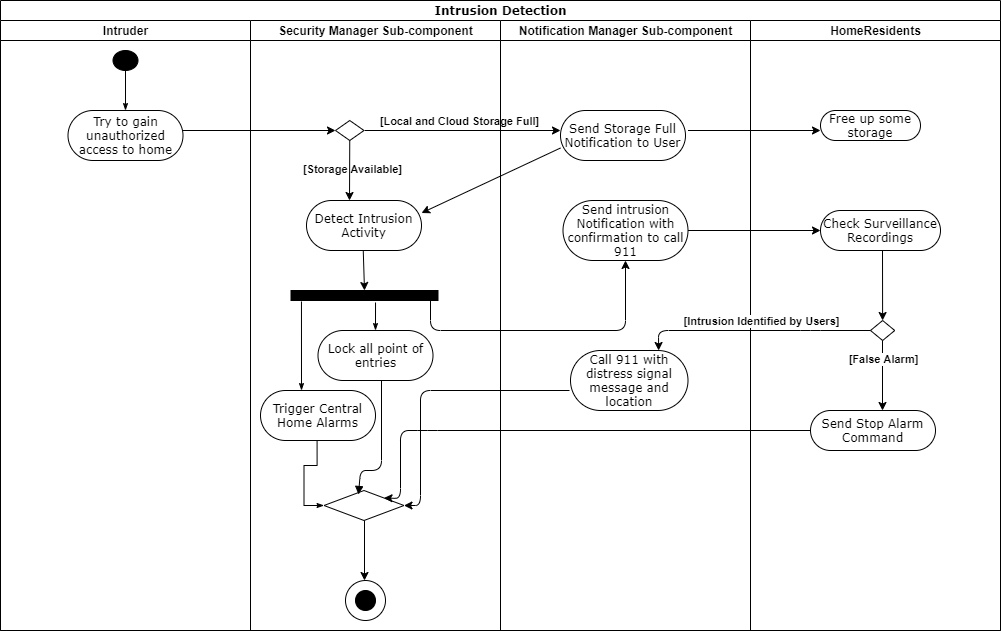 Intrusion Detection
Intruder
Security Manager Sub-component
Notification Manager Sub-component
HomeResidents
Try to gain
unauthorized
access to home
[Local and Cloud Storage Full]
Send Storage Full
Notification to User
Free up some
storage
[Storage Available]
Detect Intrusion
Activity
Send intrusion
Notification with
confirmation to call
911
Check Surveillance
Recordings
[Intrusion Identified by Users]
[False Alarm]
Lock all point of
entries
Call 911 with
distress signal
message and
location
Trigger Central
Home Alarms
Send Stop Alarm
Command